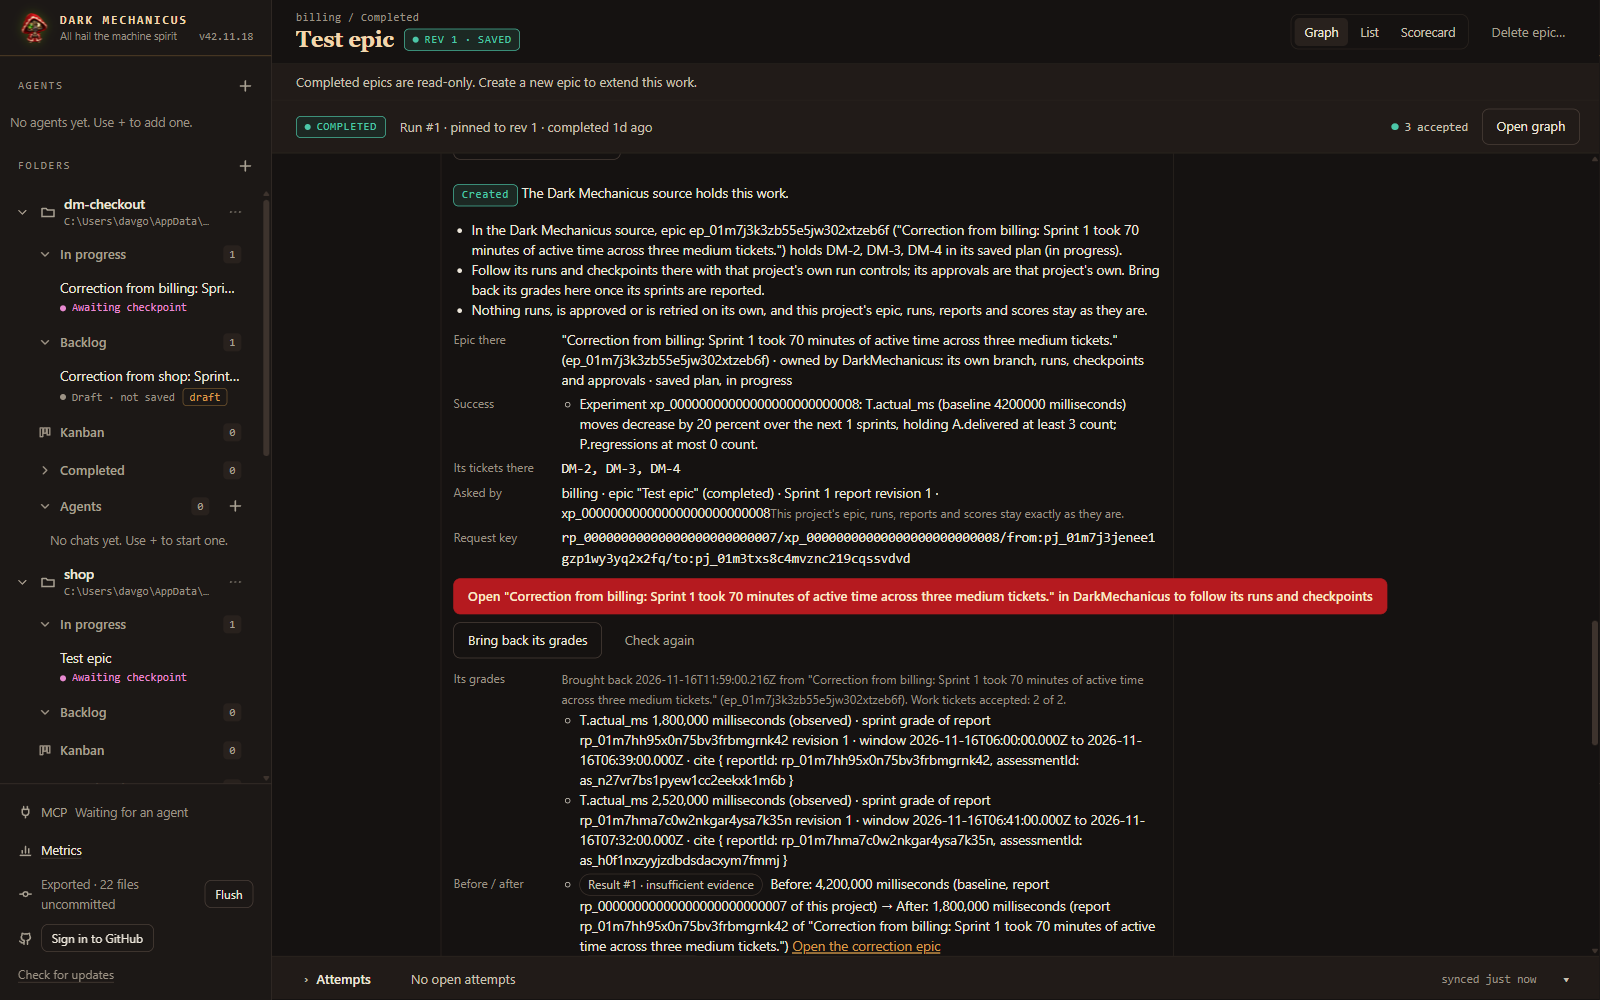 DARK MECHANICUS
All hail the machine spirit v42.11.18
AGENTS
No agents yet. Use + to add one.
FOLDERS
dm-checkout
C:\Users\davgo\AppData\…
In progress 1
Correction from billing: Spri...
Awaiting checkpoint
Backlog 1
Correction from shop: Sprint...
Draft · not saved draft
Kanban 0
Completed 0
Agents 0
No chats yet. Use + to start one.
shop
C:\Users\davgo\AppData\…
In progress 1
Test epic
Awaiting checkpoint
Backlog 0
Kanban 0
MCP Waiting for an agent
Metrics
Exported · 22 files
uncommitted
Flush
Sign in to GitHub
Check for updates
billing / Completed
Test epic
REV 1 · SAVED
Graph List Scorecard Delete epic...
Completed epics are read-only. Create a new epic to extend this work.
COMPLETED Run #1 · pinned to rev 1 · completed 1d ago
3 accepted Open graph
Created The Dark Mechanicus source holds this work.
• In the Dark Mechanicus source, epic ep_01m7j3k3zb55e5jw302xtzeb6f ("Correction from billing: Sprint 1 took 70
minutes of active time across three medium tickets.") holds DM-2, DM-3, DM-4 in its saved plan (in progress).
• Follow its runs and checkpoints there with that project's own run controls; its approvals are that project's own. Bring
back its grades here once its sprints are reported.
• Nothing runs, is approved or is retried on its own, and this project's epic, runs, reports and scores stay as they are.
Epic there "Correction from billing: Sprint 1 took 70 minutes of active time across three medium tickets."
(ep_01m7j3k3zb55e5jw302xtzeb6f) · owned by DarkMechanicus: its own branch, runs, checkpoints
and approvals · saved plan, in progress
Success Experiment xp_00000000000000000000000008: T.actual_ms (baseline 4200000 milliseconds)
moves decrease by 20 percent over the next 1 sprints, holding A.delivered at least 3 count;
P.regressions at most 0 count.
Its tickets there DM-2, DM-3, DM-4
Asked by billing · epic "Test epic" (completed) · Sprint 1 report revision 1 ·
xp_00000000000000000000000008This project's epic, runs, reports and scores stay exactly as they are.
Request key rp_00000000000000000000000007/xp_00000000000000000000000008/from:pj_01m7j3jenee1
gzp1wy3yq2x2fq/to:pj_01m3txs8c4mvznc219cqssvdvd
Open "Correction from billing: Sprint 1 took 70 minutes of active time across three medium tickets." in DarkMechanicus to follow its runs and checkpoints
Bring back its grades Check again
Its grades Brought back 2026-11-16T11:59:00.216Z from "Correction from billing: Sprint 1 took 70 minutes of active time
across three medium tickets." (ep_01m7j3k3zb55e5jw302xtzeb6f). Work tickets accepted: 2 of 2.
T.actual_ms 1,800,000 milliseconds (observed) · sprint grade of report
rp_01m7hh95x0n75bv3frbmgrnk42 revision 1 · window 2026-11-16T06:00:00.000Z to 2026-11-
16T06:39:00.000Z · cite { reportId: rp_01m7hh95x0n75bv3frbmgrnk42, assessmentId:
as_n27vr7bs1pyew1cc2eekxk1m6b }
T.actual_ms 2,520,000 milliseconds (observed) · sprint grade of report
rp_01m7hma7c0w2nkgar4ysa7k35n revision 1 · window 2026-11-16T06:41:00.000Z to 2026-11-
16T07:32:00.000Z · cite { reportId: rp_01m7hma7c0w2nkgar4ysa7k35n, assessmentId:
as_h0f1nxzyyjzdbdsdacxym7fmmj }
Before / after Result #1 · insufficient evidence Before: 4,200,000 milliseconds (baseline, report
rp_00000000000000000000000007 of this project) → After: 1,800,000 milliseconds (report
rp_01m7hh95x0n75bv3frbmgrnk42 of "Correction from billing: Sprint 1 took 70 minutes of active
time across three medium tickets.") Open the correction epic
› Attempts No open attempts
synced just now